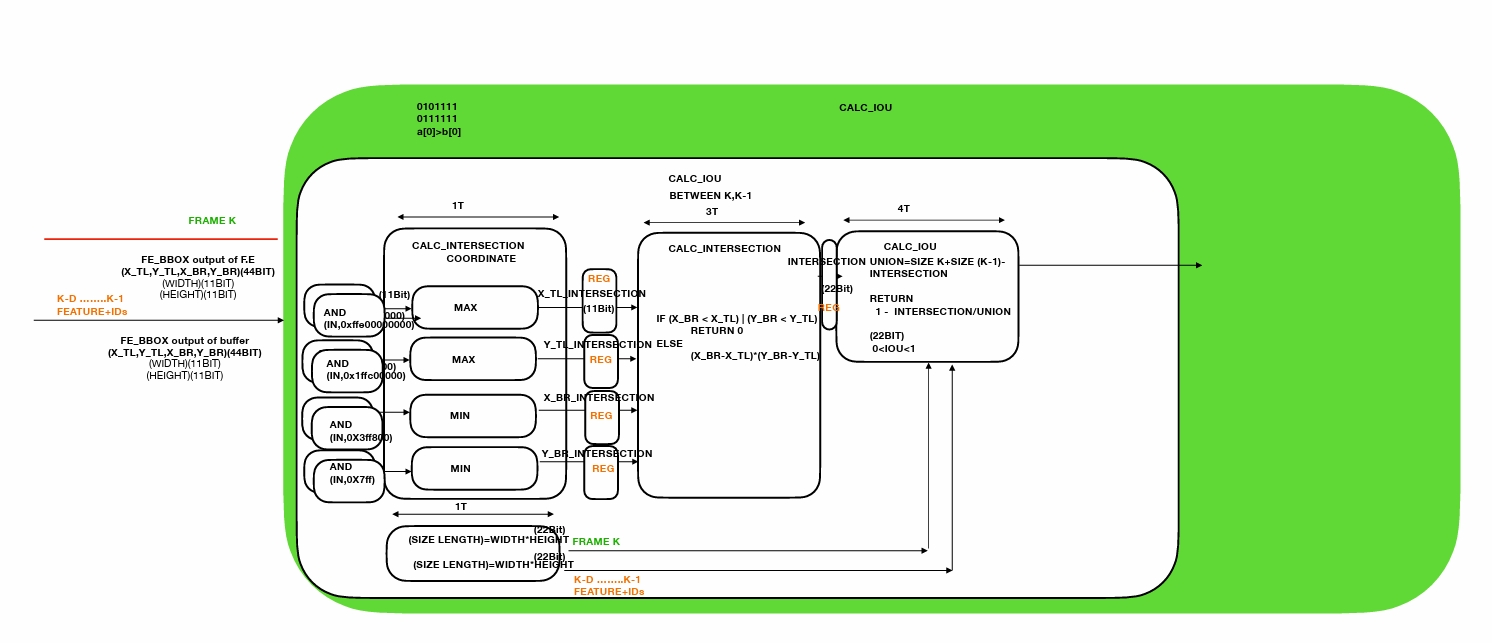 0101111
0111111
a[0]>b[0]
CALC_IOU
CALC_IOU
BETWEEN K,K-1
1T
3T
4T
FRAME K
FE_BBOX output of F.E
(X_TL,Y_TL,X_BR,Y_BR)(44BIT)
(WIDTH)(11BIT)
(HEIGHT)(11BIT)
K-D ........K-1
FEATURE+IDs
FE_BBOX output of buffer
(X_TL,Y_TL,X_BR,Y_BR)(44BIT)
(WIDTH)(11BIT)
(HEIGHT)(11BIT)
CALC_INTERSECTION
COORDINATE
(11Bit)
000)
AND
(IN,0xffe00000000)
MAX
00)
AND
(IN,0x1ffc00000)
MAX
AND
(IN,0X3ff800)
MIN
AND
(IN,0X7ff)
MIN
REG
X_TL_INTERSECTION
(11Bit)
Y_TL_INTERSECTION
REG
X_BR_INTERSECTION
REG
Y_BR_INTERSECTION
REG
CALC_INTERSECTION
IF (X_BR < X_TL) | (Y_BR < Y_TL)
RETURN 0
ELSE
(X_BR-X_TL)*(Y_BR-Y_TL)
INTERSECTION
(22Bit)
REG
CALC_IOU
UNION=SIZE K+SIZE (K-1)-
INTERSECTION
RETURN
1 - INTERSECTION/UNION
(22BIT)
0<IOU<1
1T
(22Bit)
(SIZE LENGTH)=WIDTH*HEIGHT
FRAME K
(22Bit)
(SIZE LENGTH)=WIDTH*HEIGHT
K-D ........K-1
FEATURE+IDs